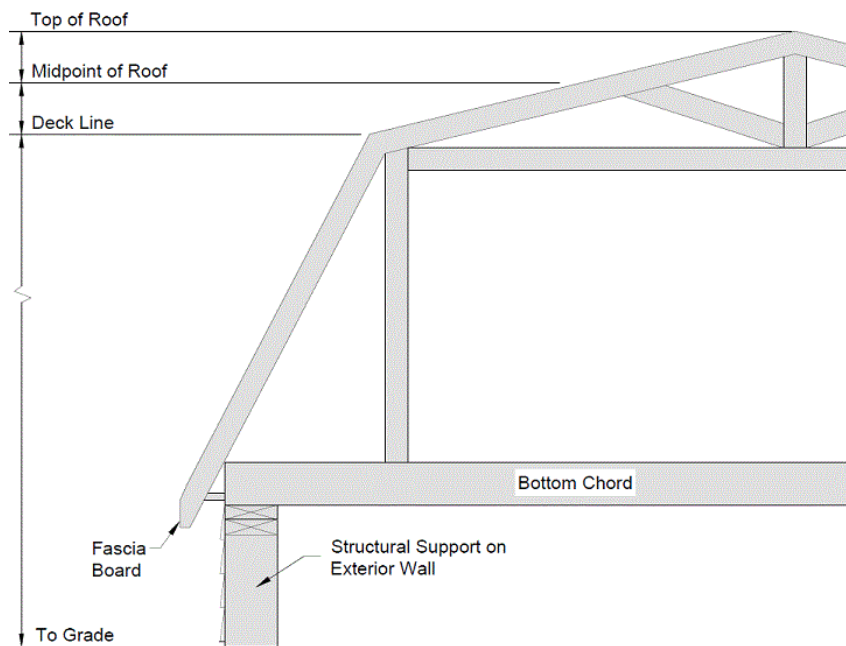 Top of Roof
Midpoint of Roof
Deck Line
Bottom Chord
Fascia
Board
Structural Support on
Exterior Wall
To Grade